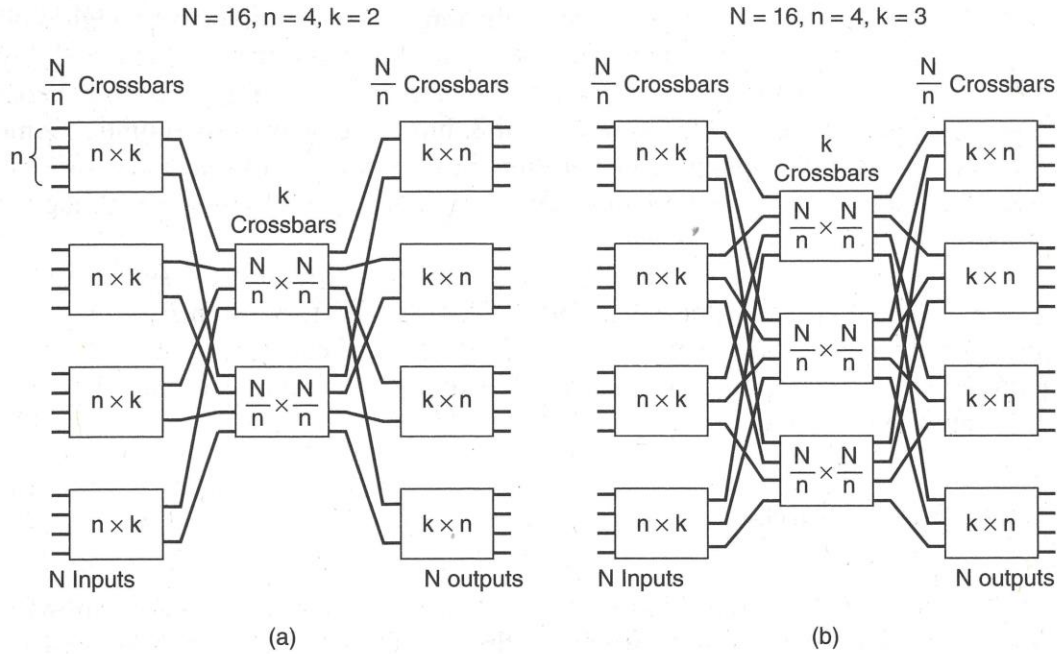 N = 16, n = 4, k = 2
N/n Crossbars
N/n Crossbars
n
n × k
k × n
k
Crossbars
n × k
N/n × N/n
k × n
n × k
N/n × N/n
k × n
n × k
k × n
N Inputs
N outputs
(a)
N = 16, n = 4, k = 3
N/n Crossbars
N/n Crossbars
n × k
k × n
k
Crossbars
N/n × N/n
n × k
k × n
N/n × N/n
n × k
k × n
N/n × N/n
n × k
k × n
N Inputs
N outputs
(b)